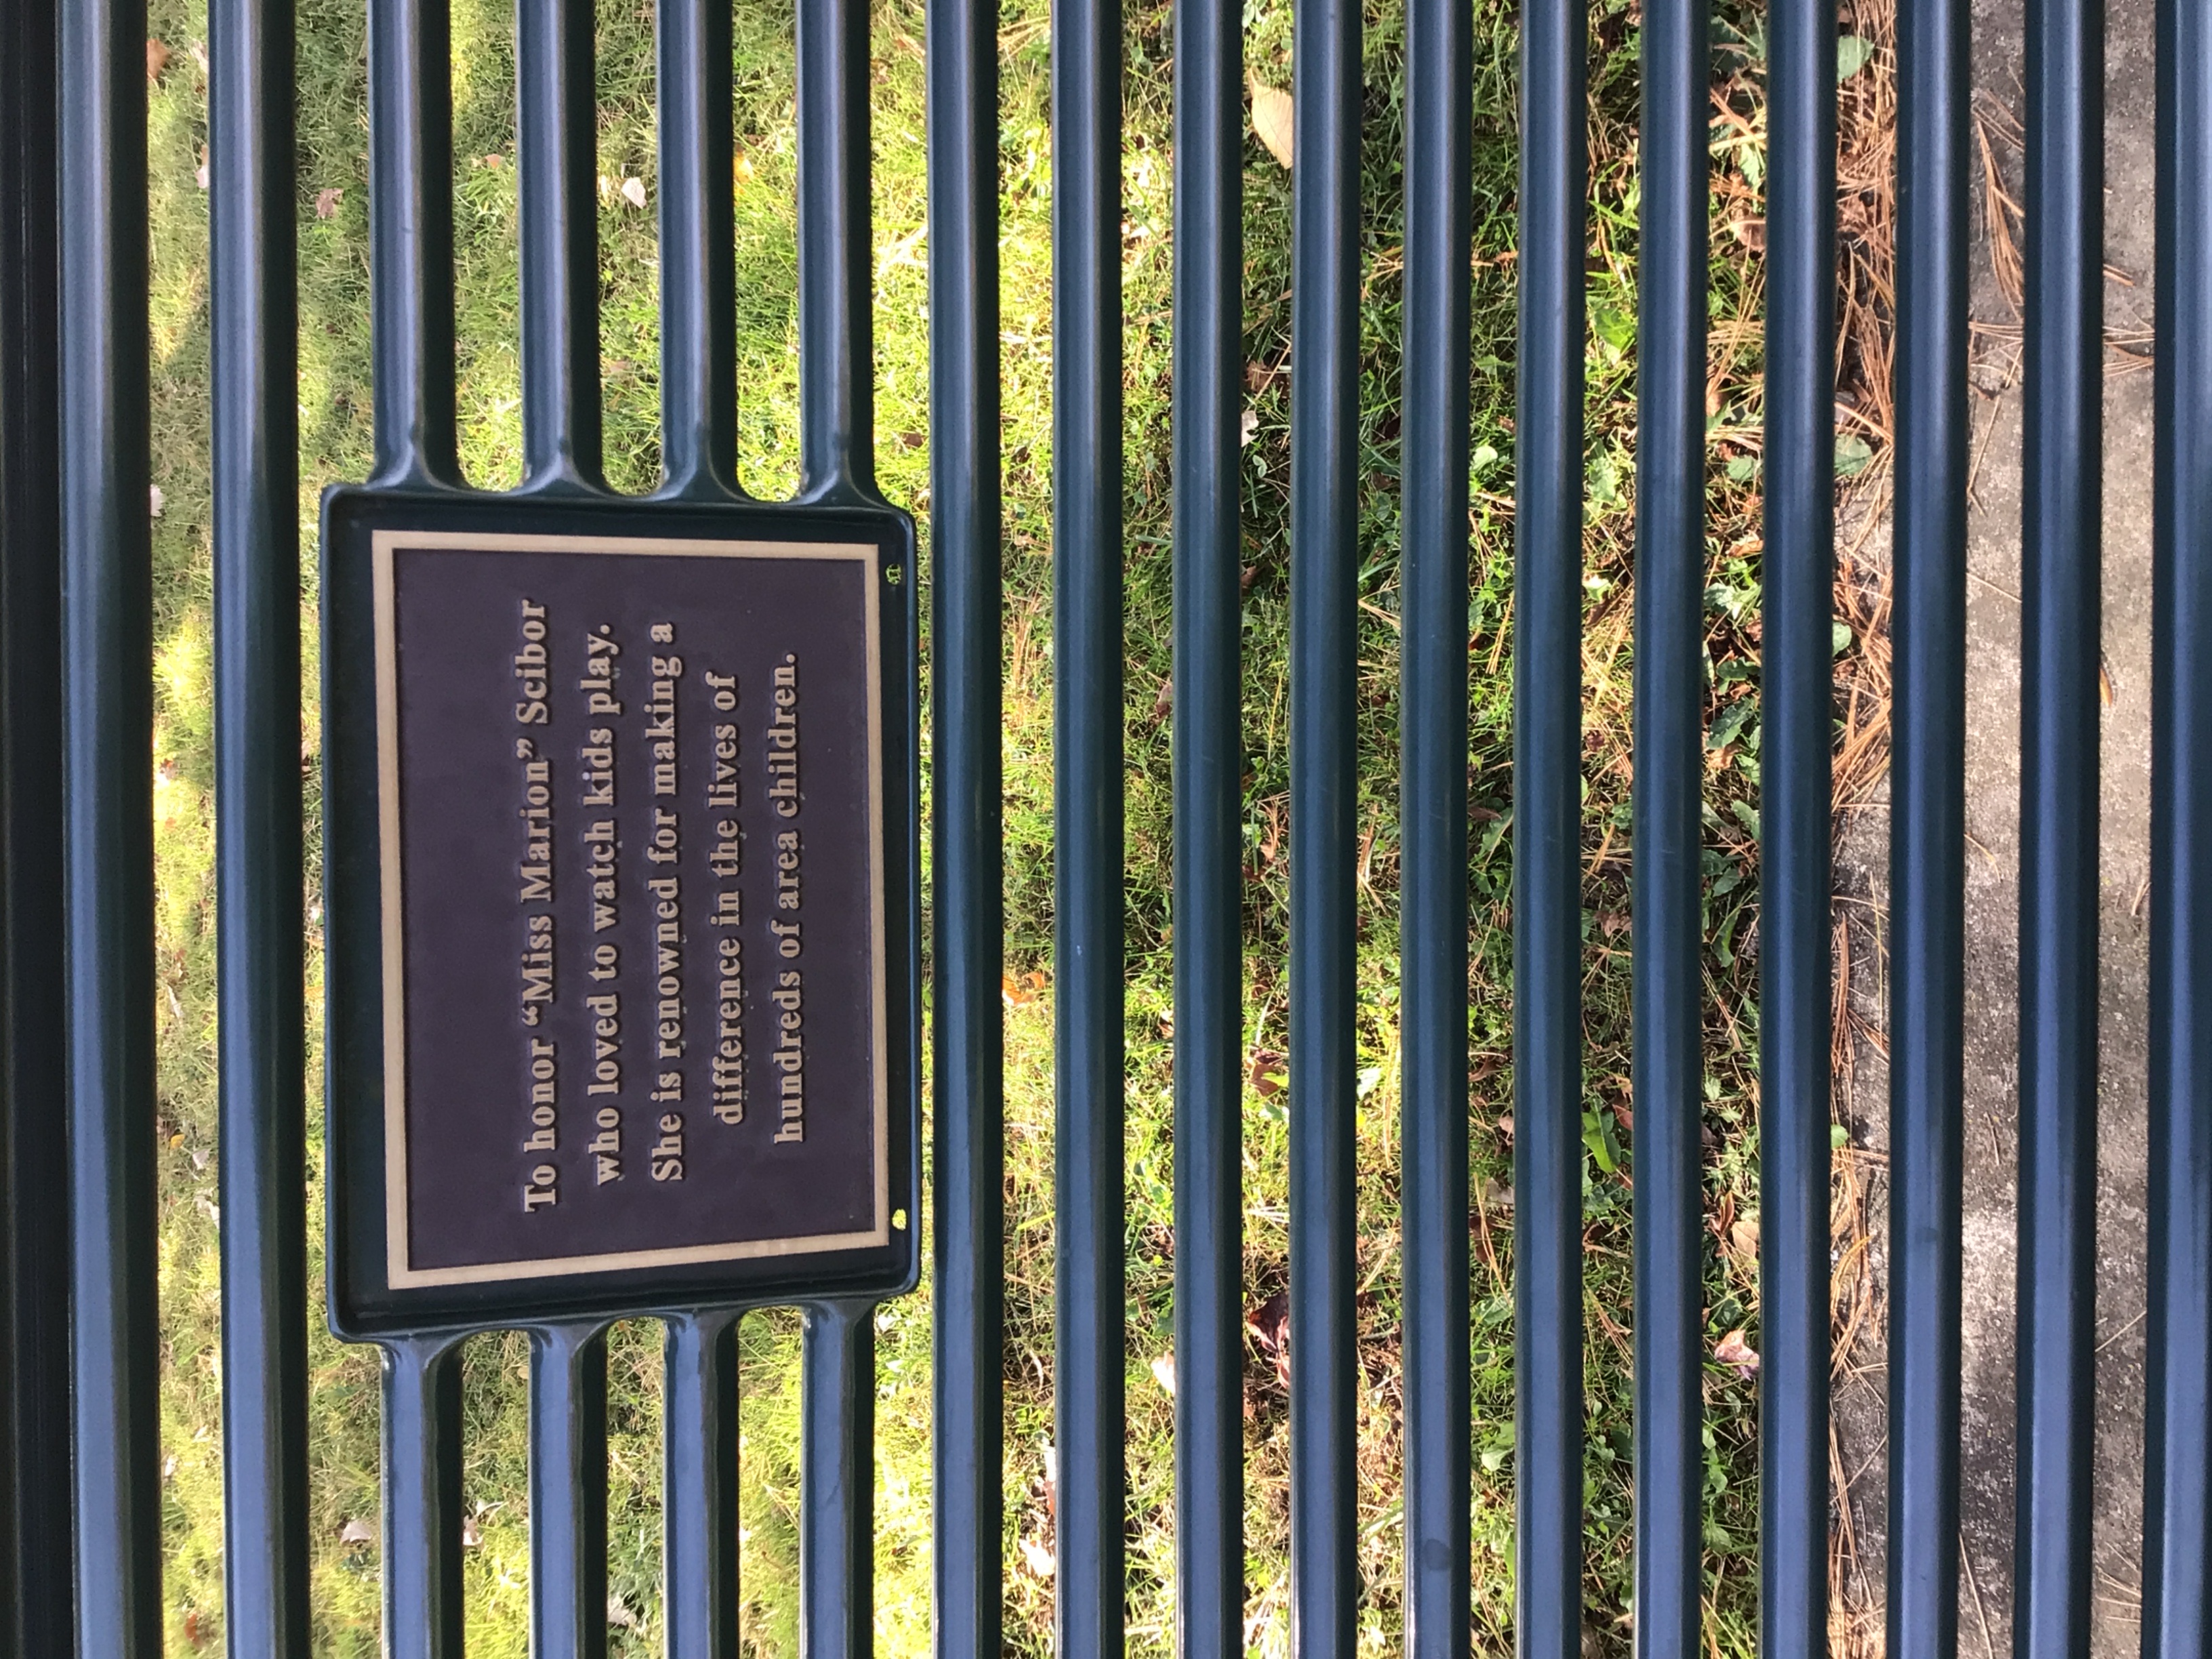 To honor “Miss Marion” Scibor
who loved to watch kids play.
She is renowned for making a
difference in the lives of
hundreds of area children.